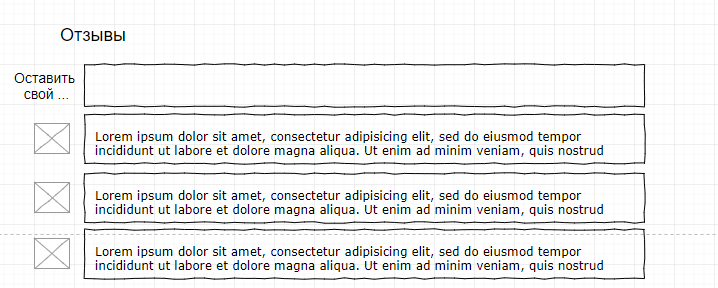 Отзывы
Оставить
свой ...
Lorem ipsum dolor sit amet, consectetur adipisicing elit, sed do eiusmod tempor
incididunt ut labore et dolore magna aliqua. Ut enim ad minim veniam, quis nostrud
Lorem ipsum dolor sit amet, consectetur adipisicing elit, sed do eiusmod tempor
incididunt ut labore et dolore magna aliqua. Ut enim ad minim veniam, quis nostrud
Lorem ipsum dolor sit amet, consectetur adipisicing elit, sed do eiusmod tempor
incididunt ut labore et dolore magna aliqua. Ut enim ad minim veniam, quis nostrud